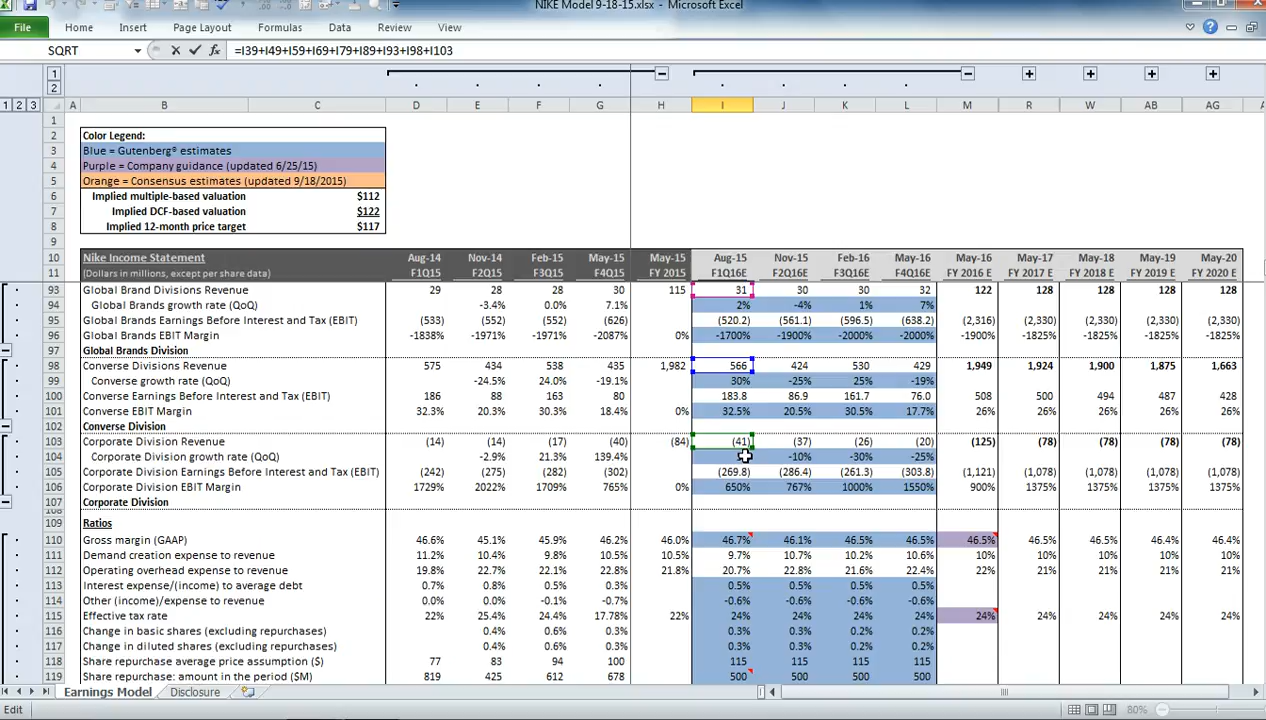 NIKE Model 9-18-15.xlsx - Microsoft Excel
File Home Insert Page Layout Formulas Data Review View
SQRT =I39+I49+I59+I69+I79+I89+I93+I98+I103
1
2
1 2 3 A B C D E F G H I J K L M R W AB AG
1
2 Color Legend:
3 Blue = Gutenberg® estimates
4 Purple = Company guidance (updated 6/25/15)
5 Orange = Consensus estimates (updated 9/18/2015)
6 Implied multiple-based valuation $112
7 Implied DCF-based valuation $122
8 Implied 12-month price target $117
9
10 Nike Income Statement Aug-14 Nov-14 Feb-15 May-15 May-15 Aug-15 Nov-15 Feb-16 May-16 May-16 May-17 May-18 May-19 May-20
11 (Dollars in millions, except per share data) F1Q15 F2Q15 F3Q15 F4Q15 FY 2015 F1Q16E F2Q16E F3Q16E F4Q16E FY 2016 E FY 2017 E FY 2018 E FY 2019 E FY 2020 E
93 Global Brand Divisions Revenue 29 28 28 30 115 31 30 30 32 122 128 128 128 128
94 Global Brands growth rate (QoQ) -3.4% 0.0% 7.1% 2% -4% 1% 7%
95 Global Brands Earnings Before Interest and Tax (EBIT) (533) (552) (552) (626) (520.2) (561.1) (596.5) (638.2) (2,316) (2,330) (2,330) (2,330) (2,330)
96 Global Brands EBIT Margin -1838% -1971% -1971% -2087% 0% -1700% -1900% -2000% -2000% -1900% -1825% -1825% -1825% -1825%
97 Global Brands Division
98 Converse Divisions Revenue 575 434 538 435 1,982 566 424 530 429 1,949 1,924 1,900 1,875 1,663
99 Converse growth rate (QoQ) -24.5% 24.0% -19.1% 30% -25% 25% -19%
100 Converse Earnings Before Interest and Tax (EBIT) 186 88 163 80 183.8 86.9 161.7 76.0 508 500 494 487 428
101 Converse EBIT Margin 32.3% 20.3% 30.3% 18.4% 0% 32.5% 20.5% 30.5% 17.7% 26% 26% 26% 26% 26%
102 Converse Division
103 Corporate Division Revenue (14) (14) (17) (40) (84) (41) (37) (26) (20) (125) (78) (78) (78) (78)
104 Corporate Division growth rate (QoQ) -2.9% 21.3% 139.4% -10% -30% -25%
105 Corporate Division Earnings Before Interest and Tax (EBIT) (242) (275) (282) (302) (269.8) (286.4) (261.3) (303.8) (1,121) (1,078) (1,078) (1,078) (1,078)
106 Corporate Division EBIT Margin 1729% 2022% 1709% 765% 0% 650% 767% 1000% 1550% 900% 1375% 1375% 1375% 1375%
107 Corporate Division
108
109 Ratios
110 Gross margin (GAAP) 46.6% 45.1% 45.9% 46.2% 46.0% 46.7% 46.1% 46.5% 46.5% 46.5% 46.5% 46.5% 46.4% 46.4%
111 Demand creation expense to revenue 11.2% 10.4% 9.8% 10.5% 10.5% 9.7% 10.7% 10.2% 10.6% 10% 10% 10% 10% 10%
112 Operating overhead expense to revenue 19.8% 22.7% 22.1% 22.8% 21.8% 20.7% 22.8% 21.6% 22.4% 22% 21% 21% 21% 21%
113 Interest expense/(income) to average debt 0.7% 0.8% 0.5% 0.3% 0.5% 0.5% 0.5% 0.5%
114 Other (income)/expense to revenue 0.0% 0.0% -0.1% -0.7% -0.6% -0.6% -0.6% -0.6%
115 Effective tax rate 22% 25.4% 24.4% 17.78% 22% 24% 24% 24% 24% 24% 24% 24% 24% 24%
116 Change in basic shares (excluding repurchases) 0.4% 0.6% 0.3% 0.3% 0.3% 0.2% 0.2%
117 Change in diluted shares (excluding repurchases) 0.4% 0.6% 0.3% 0.3% 0.3% 0.2% 0.2%
118 Share repurchase average price assumption ($) 77 83 94 100 115 115 115 115
119 Share repurchase: amount in the period ($M) 819 425 612 678 500 500 500 500
Earnings Model Disclosure
Edit 80%